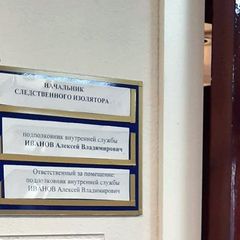 НАЧАЛЬНИК
СЛЕДСТВЕННОГО ИЗОЛЯТОРА
подполковник внутренней службы
ИВАНОВ Алексей Владимирович
Ответственный за помещение:
подполковник внутренней службы
ИВАНОВ Алексей Владимирович